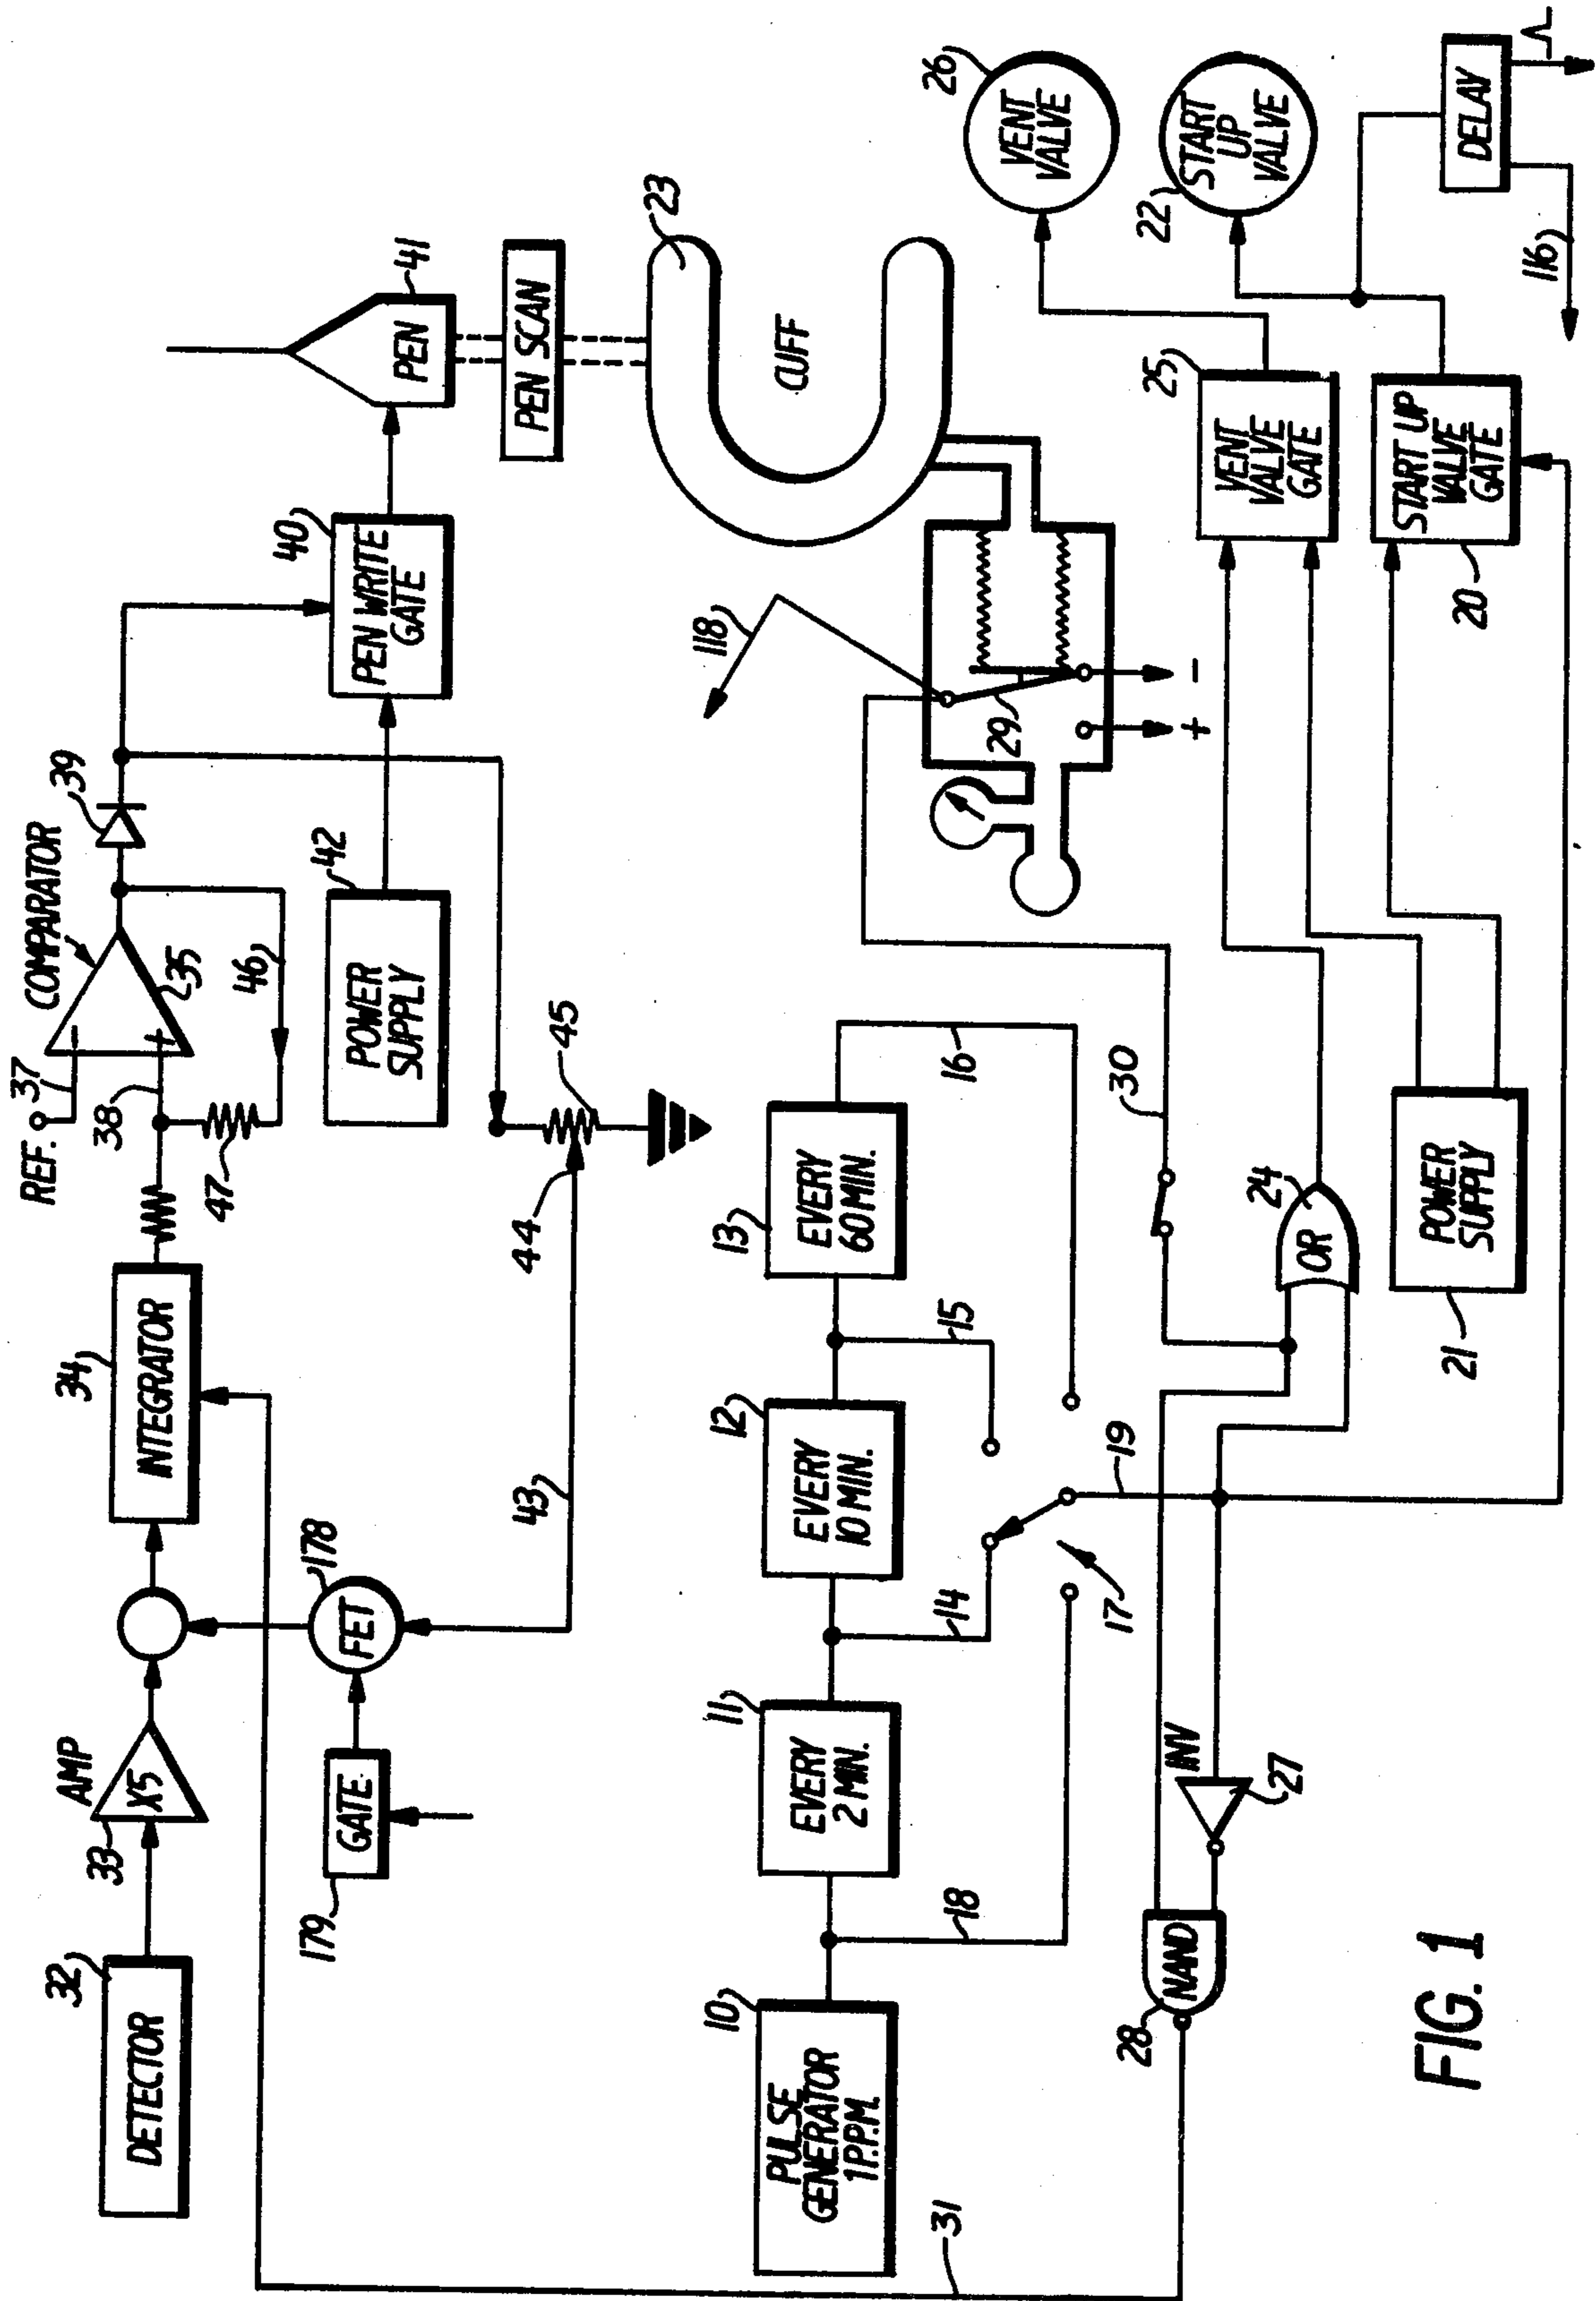 32
DETECTOR
33
AMP
X5
34
INTEGRATOR
REF.
37
38
47
COMPARATOR
35
46
39
40
PEN WRITE
GATE
41
PEN
PEN SCAN
42
POWER
SUPPLY
179
GATE
178
FET
43
44
45
23
CUFF
118
29
+
-
10
PULSE
GENERATOR
1 P.P.M.
11
EVERY
2 MIN.
12
EVERY
10 MIN.
13
EVERY
60 MIN.
18
14
15
16
17
19
30
31
28
NAND
INV
27
24
OR
21
POWER
SUPPLY
25
VENT
VALVE
GATE
26
VENT
VALVE
20
START UP
VALVE
GATE
22
START
UP
VALVE
DELAY
116
FIG. 1